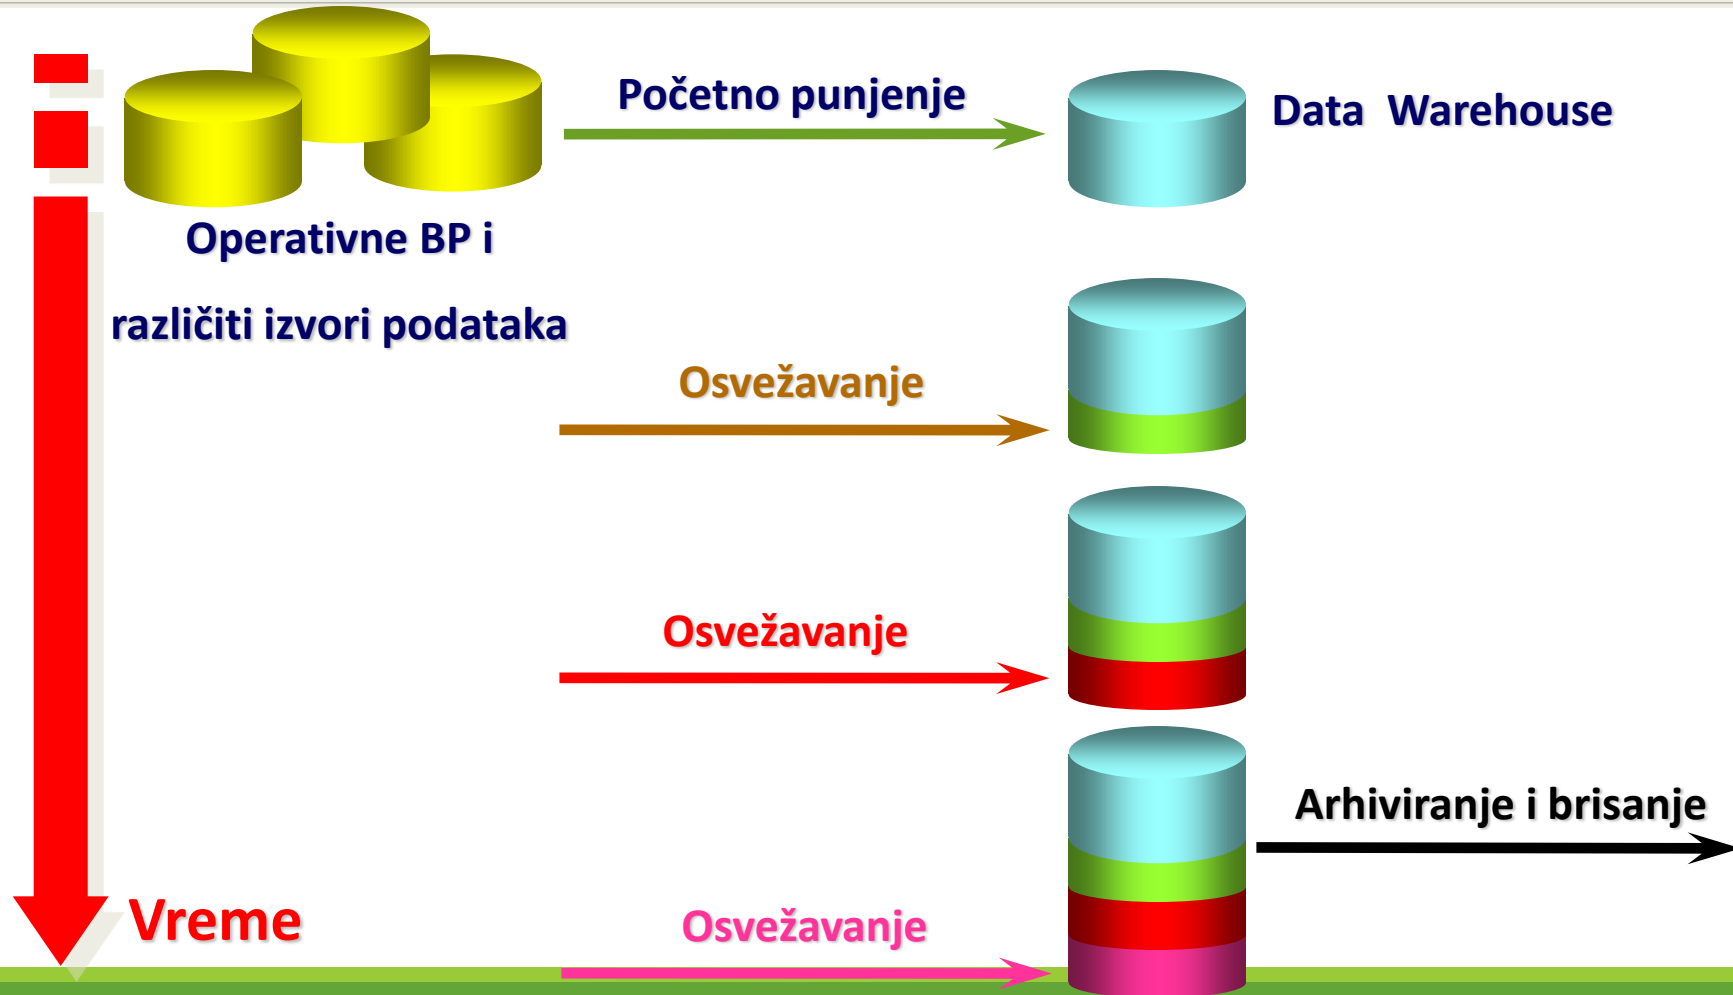 Početno punjenje
Data Warehouse
Operativne BP i
različiti izvori podataka
Osvežavanje
Osvežavanje
Arhiviranje i brisanje
Vreme
Osvežavanje